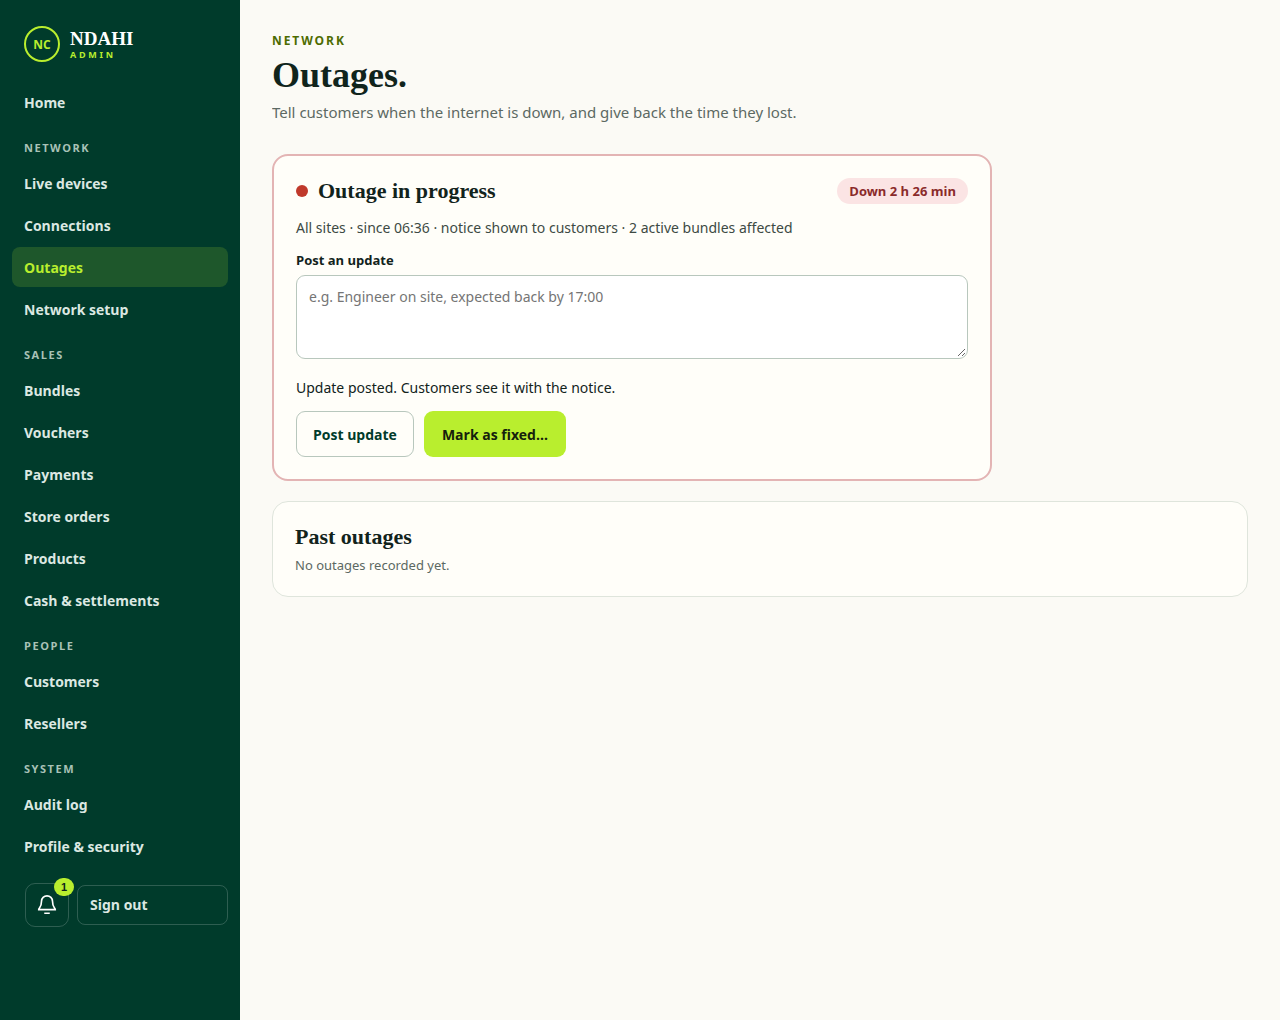 NC
NDAHI
ADMIN
Home
NETWORK
Live devices
Connections
Outages
Network setup
SALES
Bundles
Vouchers
Payments
Store orders
Products
Cash & settlements
PEOPLE
Customers
Resellers
SYSTEM
Audit log
Profile & security
1
Sign out
NETWORK
Outages.
Tell customers when the internet is down, and give back the time they lost.
Outage in progress
Down 2 h 26 min
All sites · since 06:36 · notice shown to customers · 2 active bundles affected
Post an update
e.g. Engineer on site, expected back by 17:00
Update posted. Customers see it with the notice.
Post update
Mark as fixed...
Past outages
No outages recorded yet.